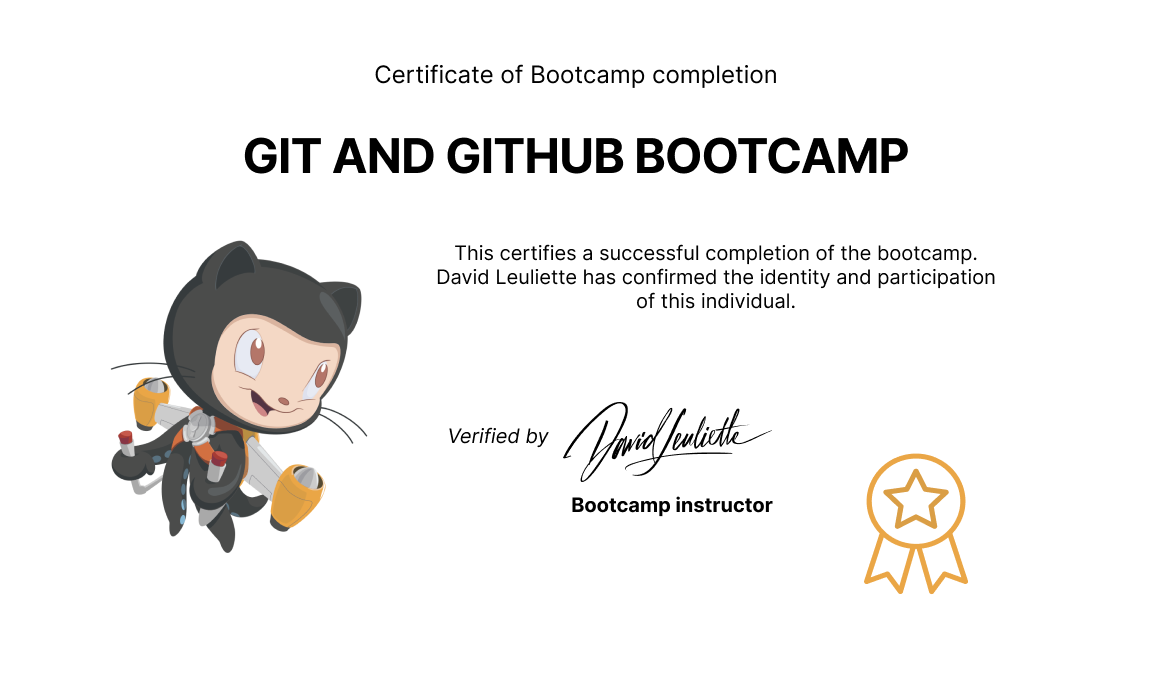 Certificate of Bootcamp completion
GIT AND GITHUB BOOTCAMP
This certifies a successful completion of the bootcamp.
David Leuliette has confirmed the identity and participation
of this individual.
Verified by David Leuliette
Bootcamp instructor